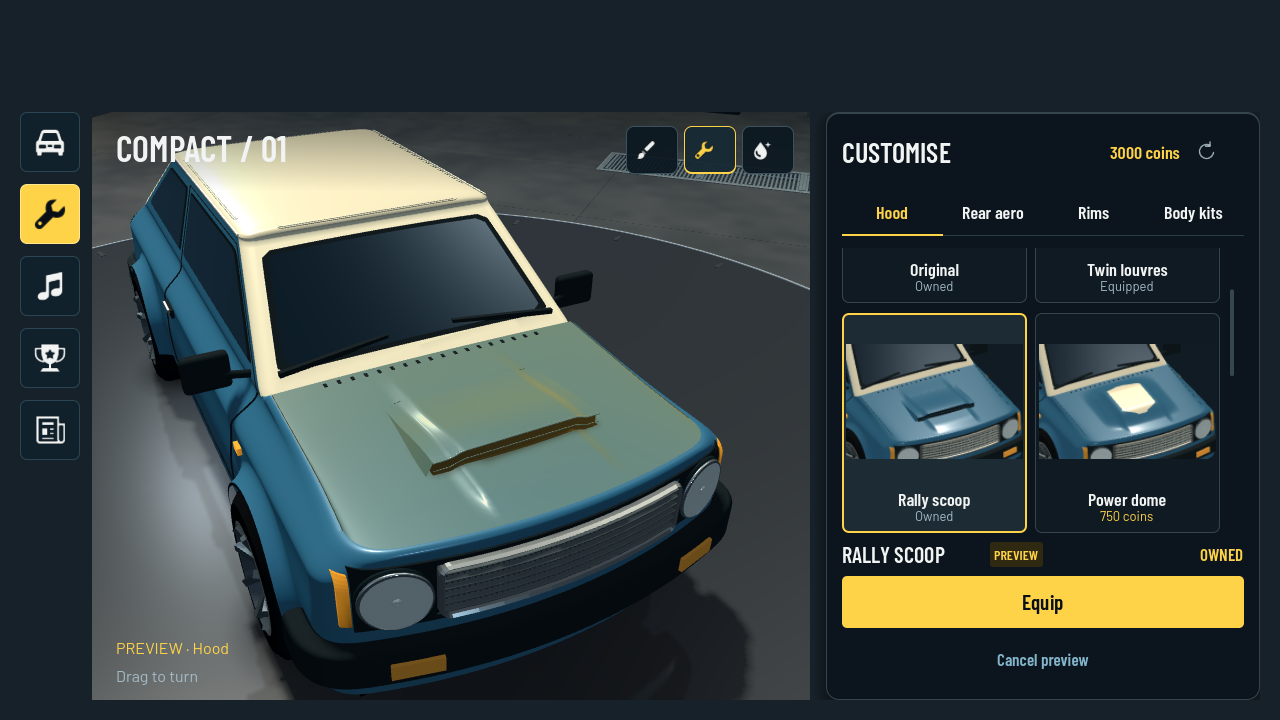 COMPACT / 01
CUSTOMISE
3000 coins
Hood
Rear aero
Rims
Body kits
Original
Owned
Twin louvres
Equipped
Rally scoop
Owned
Power dome
750 coins
RALLY SCOOP
PREVIEW
OWNED
Equip
Cancel preview
PREVIEW · Hood
Drag to turn